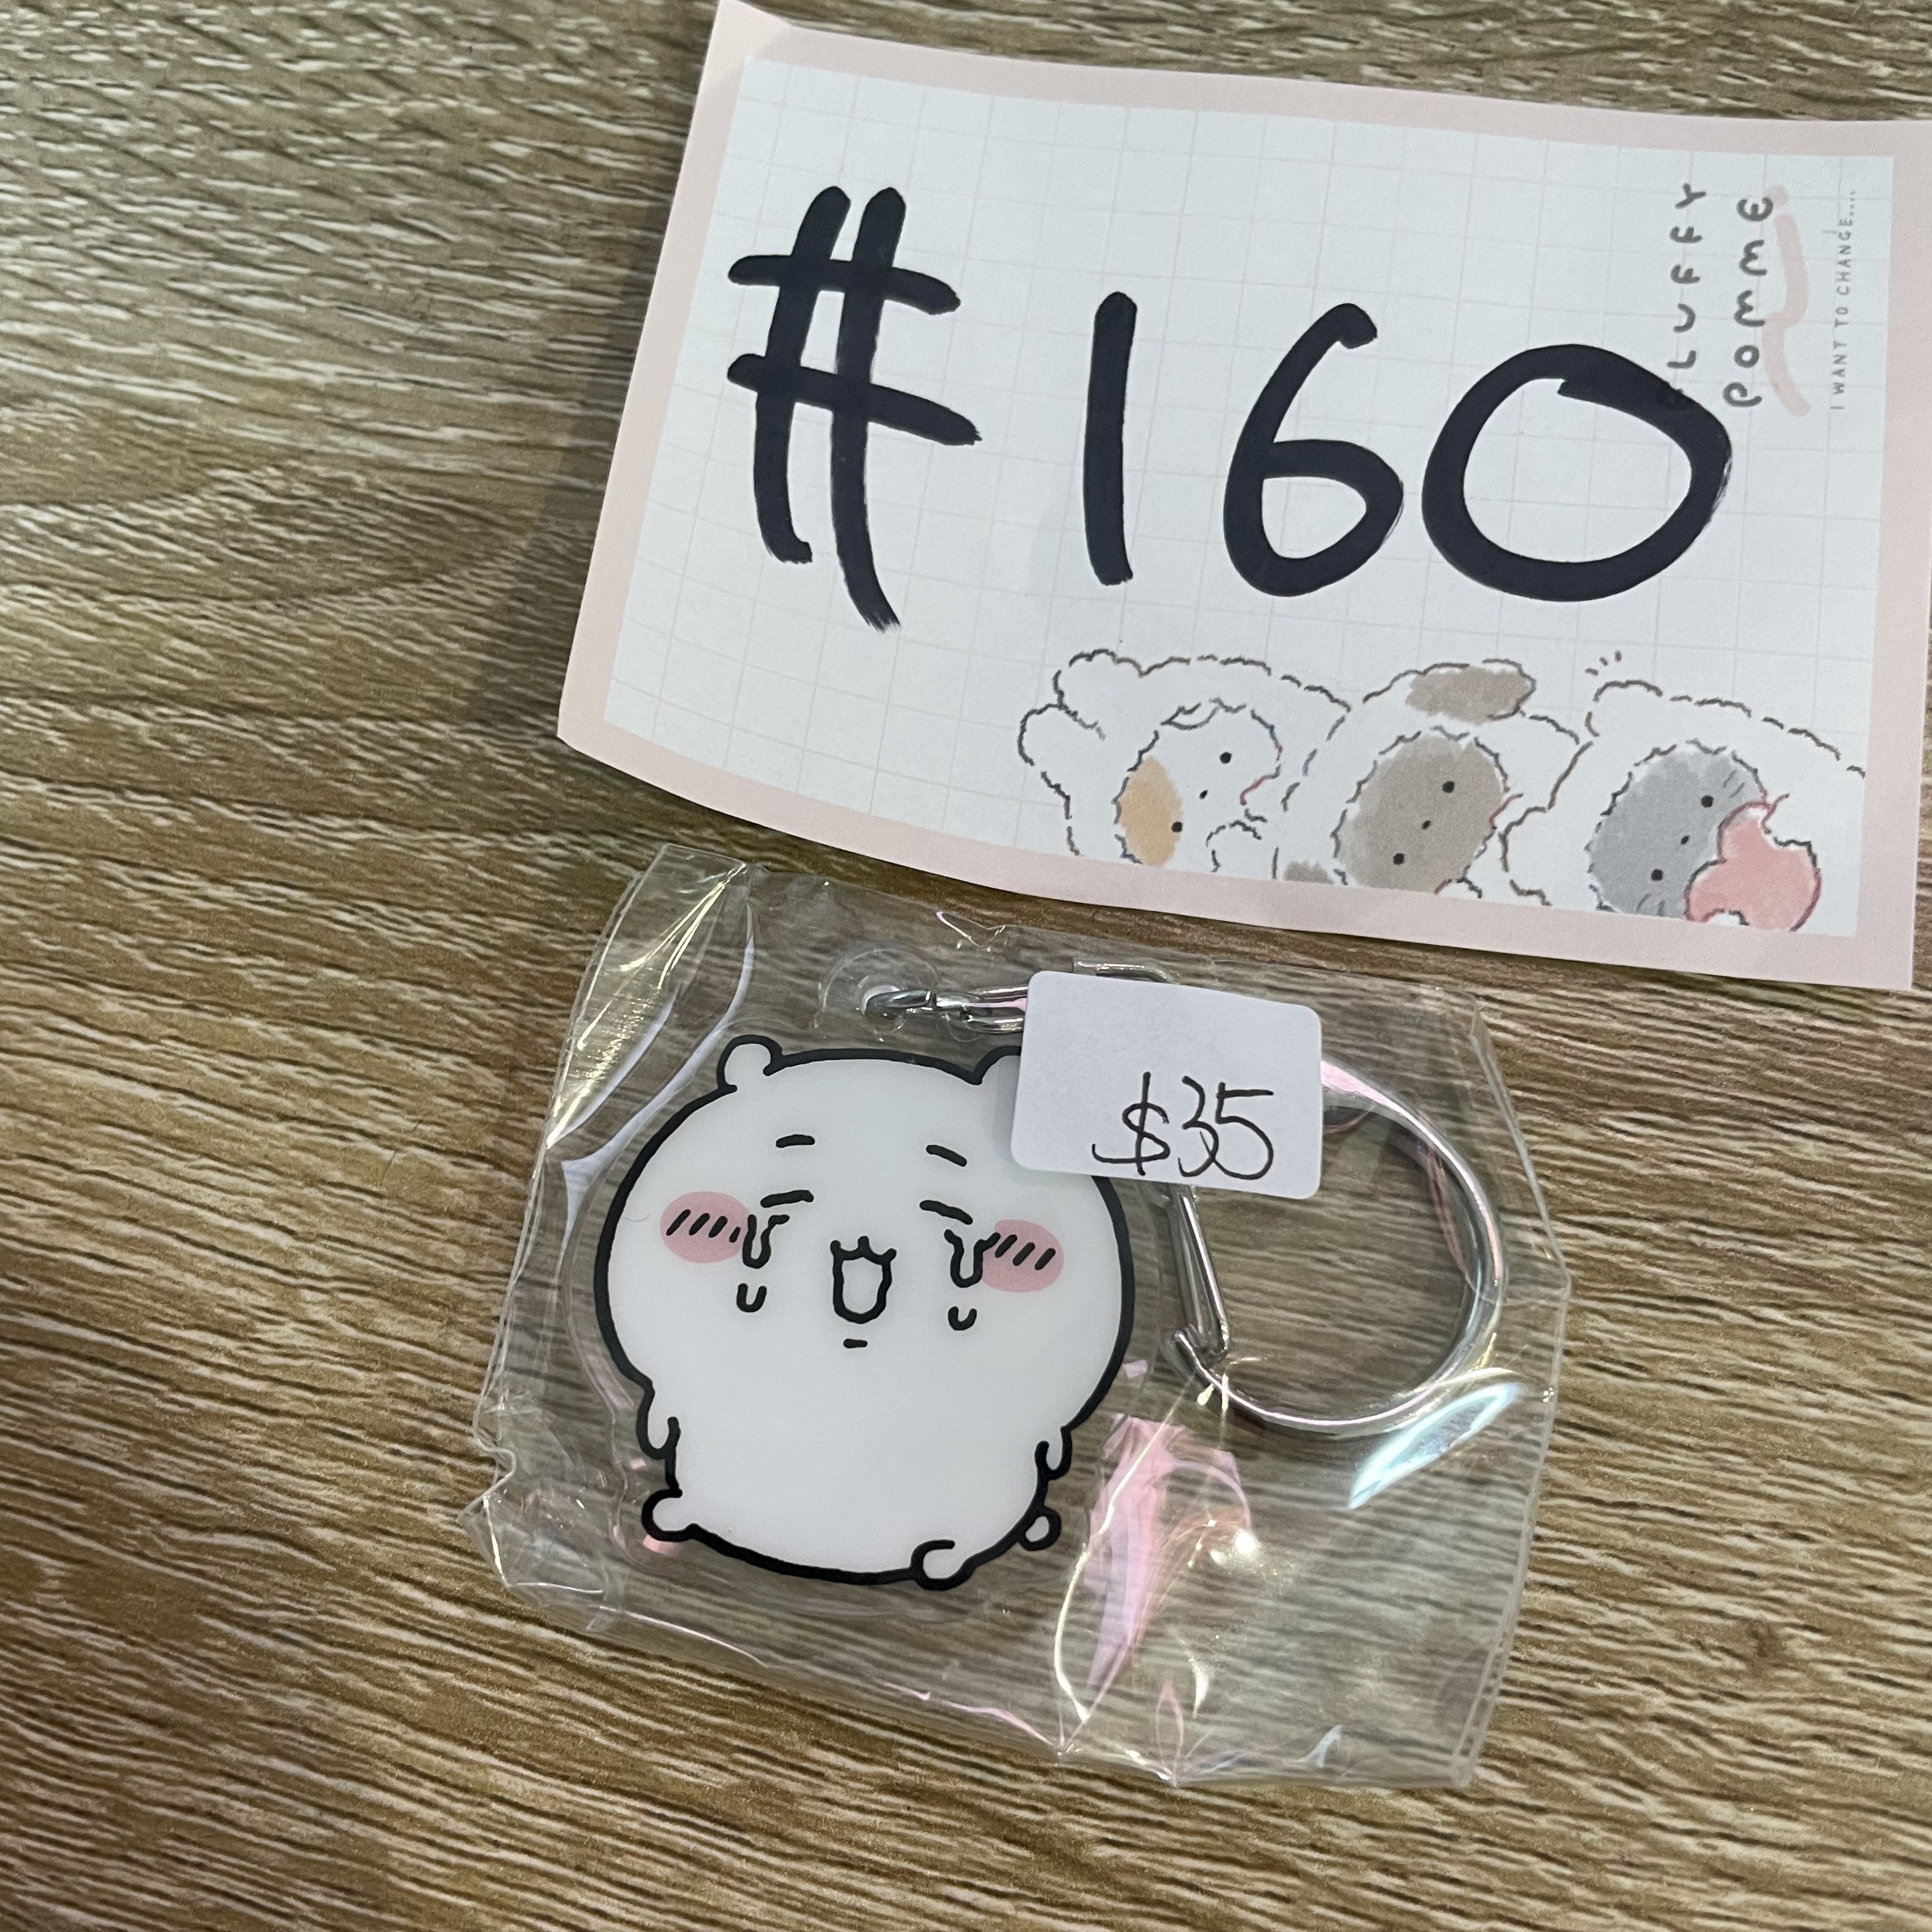 #160
FLUFFY
POMME
I WANT TO CHANGE....
$35